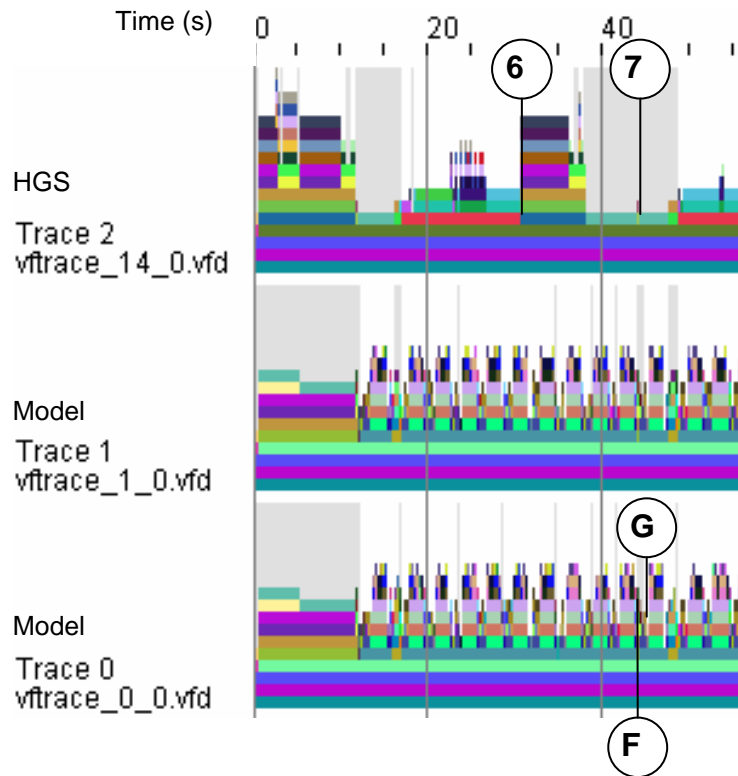 Time (s)
0 20 40
6 7
HGS
Trace 2
vftrace_14_0.vfd
Model
Trace 1
vftrace_1_0.vfd
G
Model
Trace 0
vftrace_0_0.vfd
F